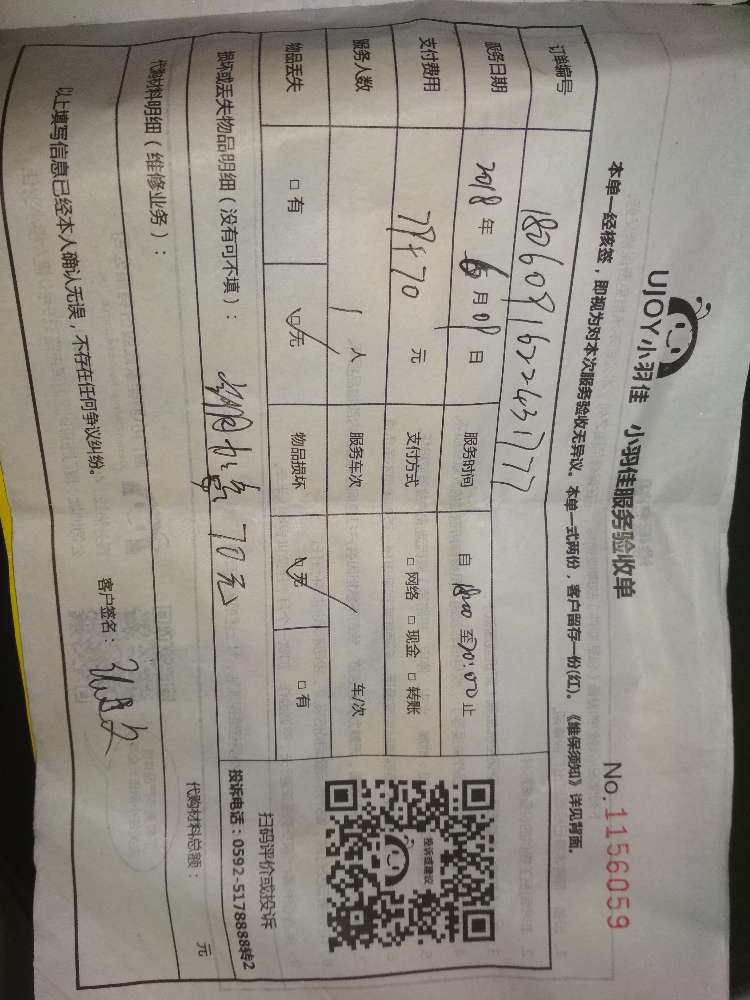 UJOY小羽佳 小羽佳服务验收单
No.1156059
本单一经核签，即视为对本次服务验收无异议。本单一式两份，客户留存一份(红)。《维保须知》详见背面。
订单编号 180609162243177
服务日期 2018年6月09日 服务时间 自 至20:00止
支付费用 78+70 元 支付方式 □网络 □现金 □转账
服务人数 1人 服务车次 车/次
物品丢失 □有 □无 物品损坏 □无 □有
损坏或丢失物品明细（没有可不填）：
70元
代购材料明细（维修业务）：
代购材料总额： 元
以上填写信息已经本人确认无误，不存在任何争议纠纷。
客户签名：
投诉或建议
扫码评价或投诉
投诉电话：0592-5178888转2